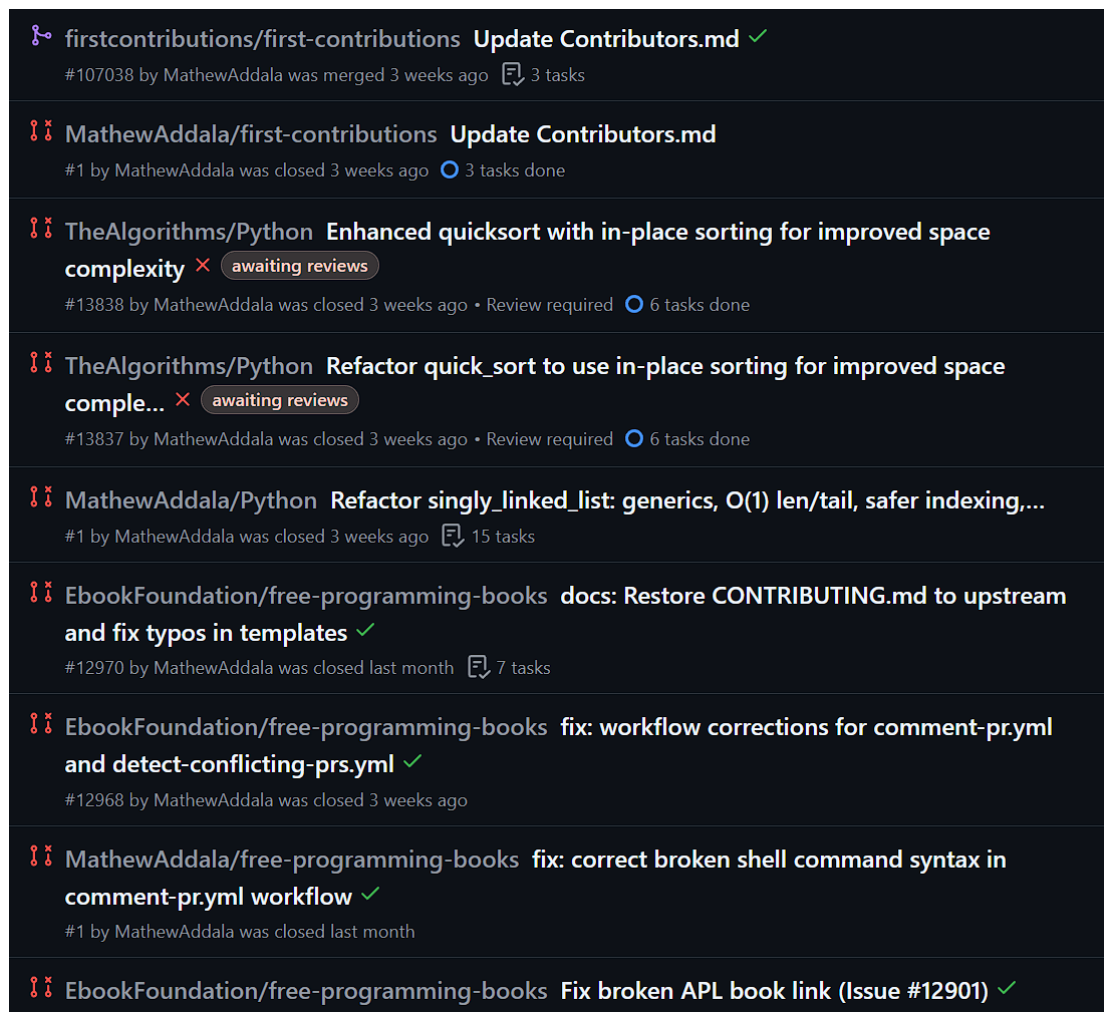 firstcontributions/first-contributions Update Contributors.md
#107038 by MathewAddala was merged 3 weeks ago 3 tasks
MathewAddala/first-contributions Update Contributors.md
#1 by MathewAddala was closed 3 weeks ago 3 tasks done
TheAlgorithms/Python Enhanced quicksort with in-place sorting for improved space
complexity awaiting reviews
#13838 by MathewAddala was closed 3 weeks ago • Review required 6 tasks done
TheAlgorithms/Python Refactor quick_sort to use in-place sorting for improved space
comple... awaiting reviews
#13837 by MathewAddala was closed 3 weeks ago • Review required 6 tasks done
MathewAddala/Python Refactor singly_linked_list: generics, O(1) len/tail, safer indexing,...
#1 by MathewAddala was closed 3 weeks ago 15 tasks
EbookFoundation/free-programming-books docs: Restore CONTRIBUTING.md to upstream
and fix typos in templates
#12970 by MathewAddala was closed last month 7 tasks
EbookFoundation/free-programming-books fix: workflow corrections for comment-pr.yml
and detect-conflicting-prs.yml
#12968 by MathewAddala was closed 3 weeks ago
MathewAddala/free-programming-books fix: correct broken shell command syntax in
comment-pr.yml workflow
#1 by MathewAddala was closed last month
EbookFoundation/free-programming-books Fix broken APL book link (Issue #12901)